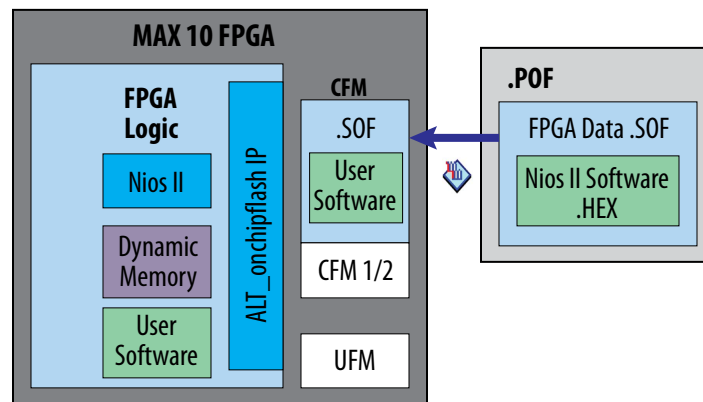 MAX 10 FPGA
FPGA
Logic
Nios II
Dynamic
Memory
User
Software
ALT_onchipflash IP
CFM
.SOF
User
Software
CFM 1/2
UFM
.POF
FPGA Data .SOF
Nios II Software
.HEX